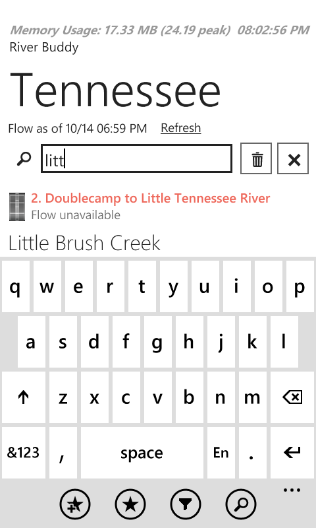 Memory Usage: 17.33 MB (24.19 peak) 08:02:56 PM
River Buddy
Tennessee
Flow as of 10/14 06:59 PM Refresh
litt
2. Doublecamp to Little Tennessee River
Flow unavailable
Little Brush Creek
q w e r t y u i o p
a s d f g h j k l
z x c v b n m
&123 , space En .